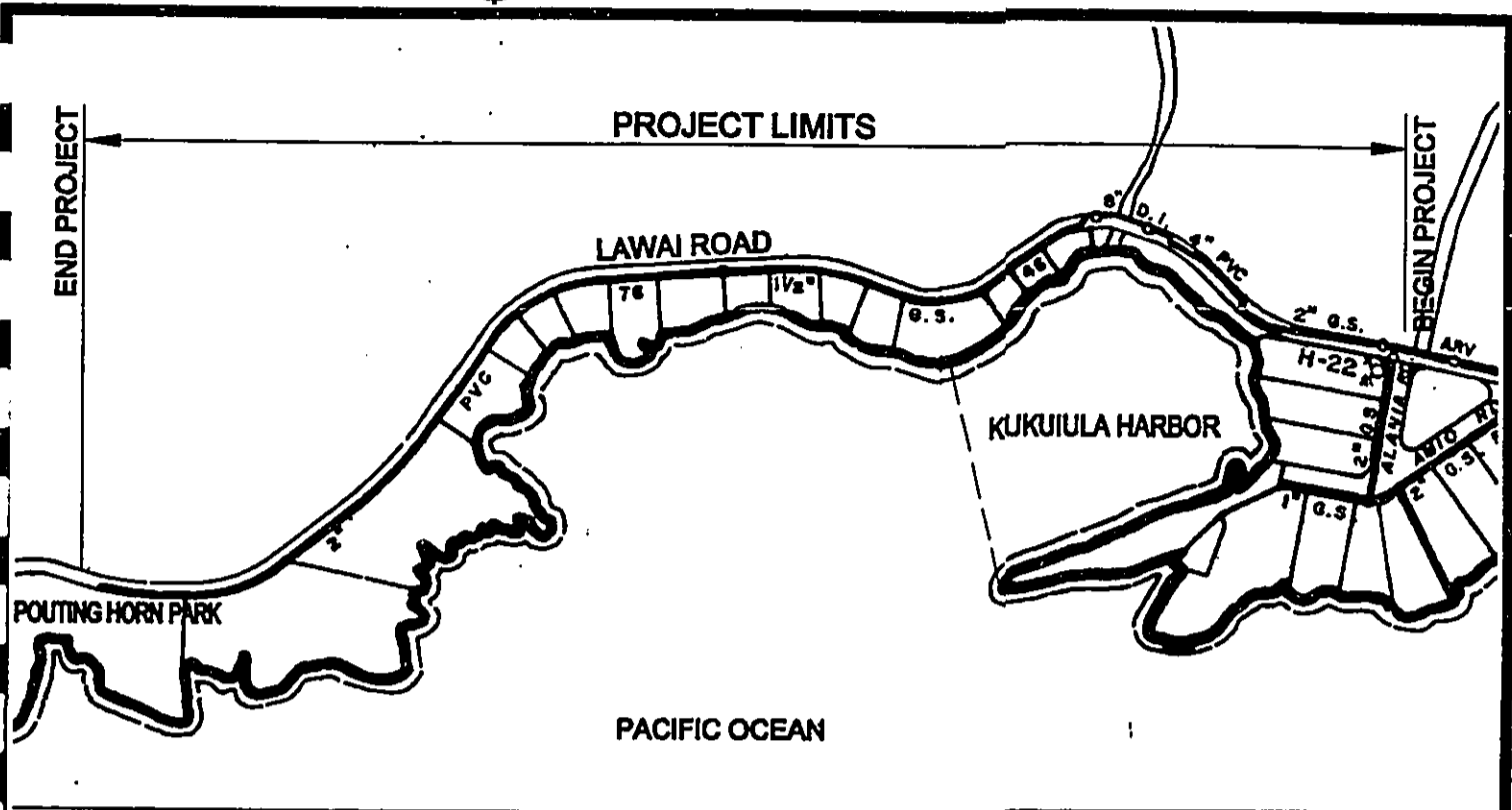 PROJECT LIMITS
END PROJECT
BEGIN PROJECT
LAWAI ROAD
8"
D. I.
4" PVC
2" G.S.
ARV
H-22
76
1½"
G.S.
46
PVC
2"
KUKUIULA HARBOR
2" G.S.
1" G.S.
2" G.S.
POUTING HORN PARK
PACIFIC OCEAN